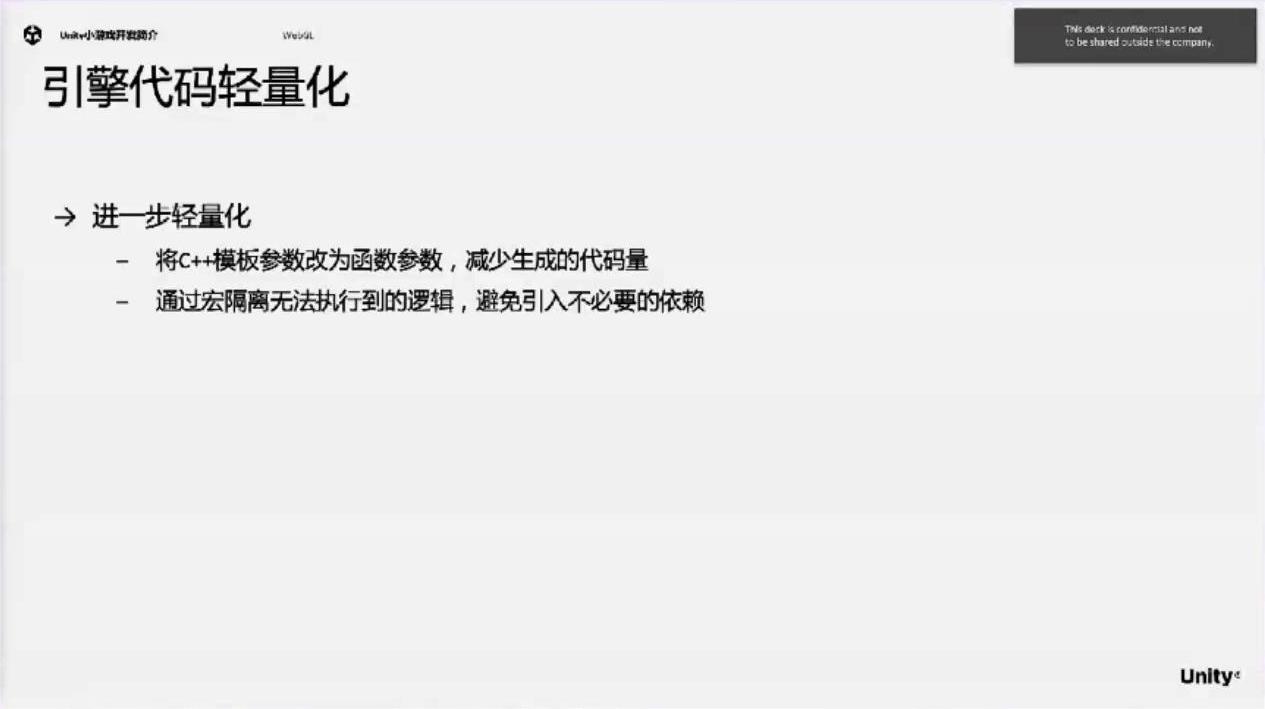 Unity小游戏开发简介
WebGL
This deck is confidential and not
to be shared outside the company.
引擎代码轻量化
→ 进一步轻量化
– 将C++模板参数改为函数参数，减少生成的代码量
– 通过宏隔离无法执行到的逻辑，避免引入不必要的依赖
Unity